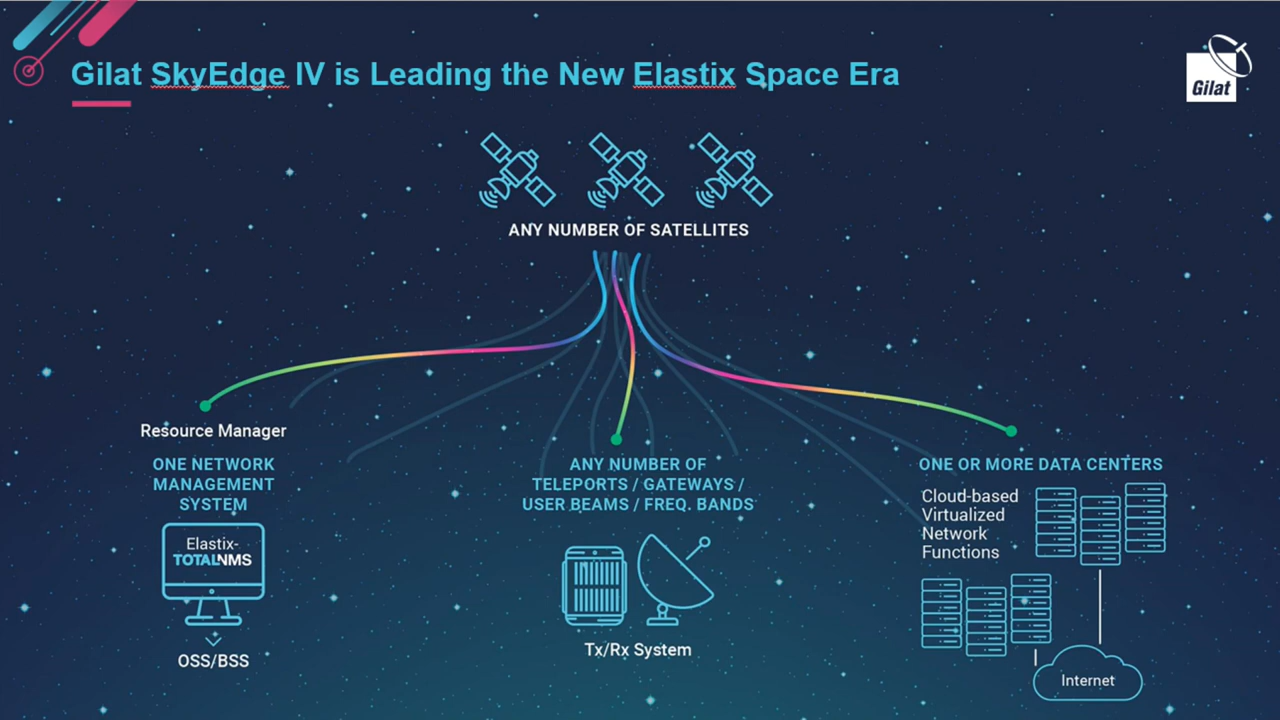 Gilat SkyEdge IV is Leading the New Elastix Space Era
Gilat
ANY NUMBER OF SATELLITES
Resource Manager
ONE NETWORK
MANAGEMENT
SYSTEM
Elastix-
TOTALNMS
OSS/BSS
ANY NUMBER OF
TELEPORTS / GATEWAYS /
USER BEAMS / FREQ. BANDS
Tx/Rx System
ONE OR MORE DATA CENTERS
Cloud-based
Virtualized
Network
Functions
Internet